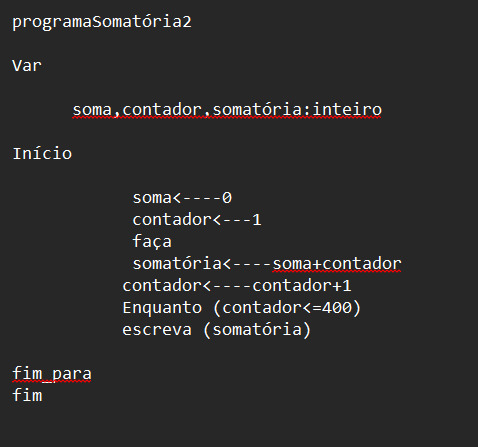 programaSomatória2
Var
soma,contador,somatória:inteiro
Início
soma<----0
contador<---1
faça
somatória<----soma+contador
contador<----contador+1
Enquanto (contador<=400)
escreva (somatória)
fim_para
fim